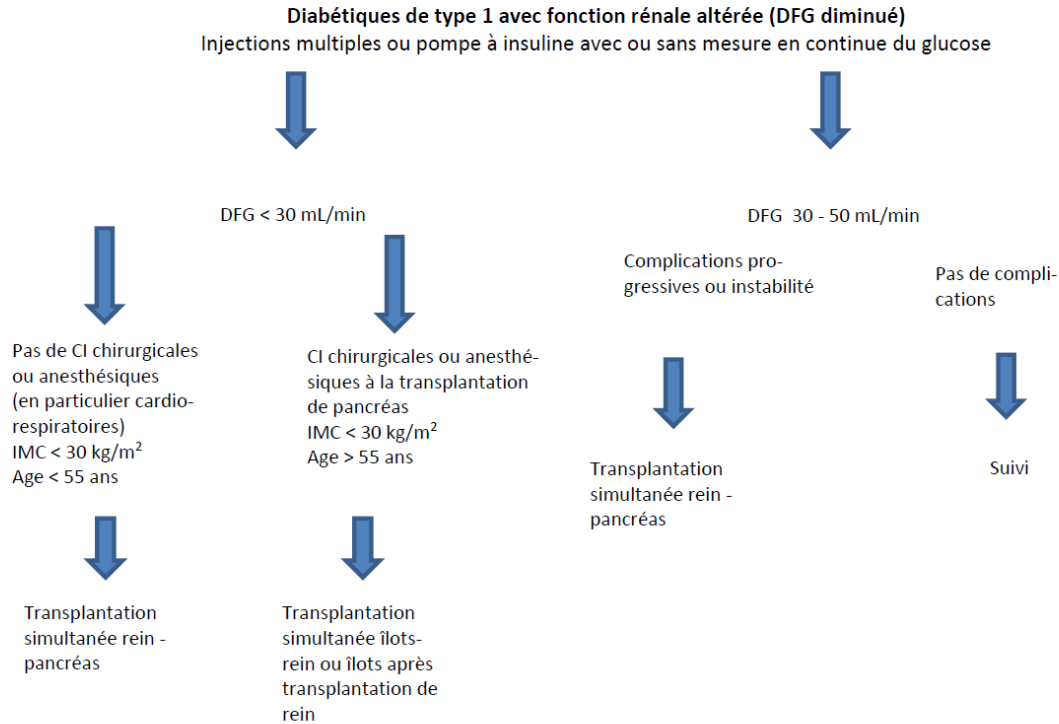 Diabétiques de type 1 avec fonction rénale altérée (DFG diminué)
Injections multiples ou pompe à insuline avec ou sans mesure en continue du glucose
DFG < 30 mL/min
DFG 30 - 50 mL/min
Pas de CI chirurgicales
ou anesthésiques
(en particulier cardio-
respiratoires)
IMC < 30 kg/m²
Age < 55 ans
CI chirurgicales ou anesthé-
siques à la transplantation
de pancréas
IMC < 30 kg/m²
Age > 55 ans
Complications pro-
gressives ou instabilité
Pas de compli-
cations
Transplantation
simultanée rein -
pancréas
Transplantation
simultanée îlots-
rein ou îlots après
transplantation de
rein
Transplantation
simultanée rein -
pancréas
Suivi